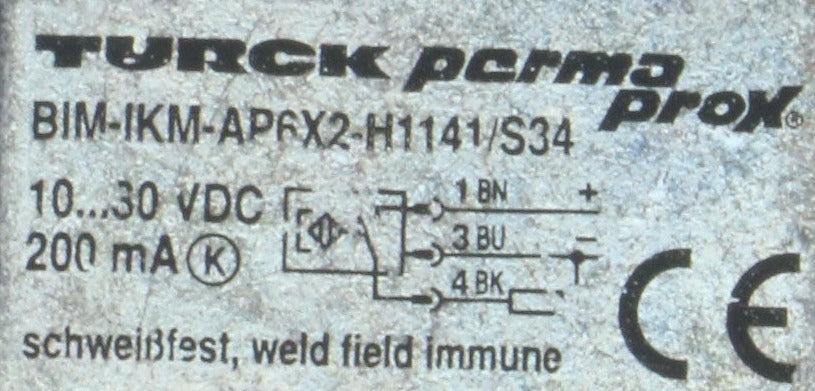 TURCK perma
prox®
BIM-IKM-AP6X2-H1141/S34
10...30 VDC
200 mA K
1 BN +
3 BU -
4 BK
CE
schweißfest, weld field immune